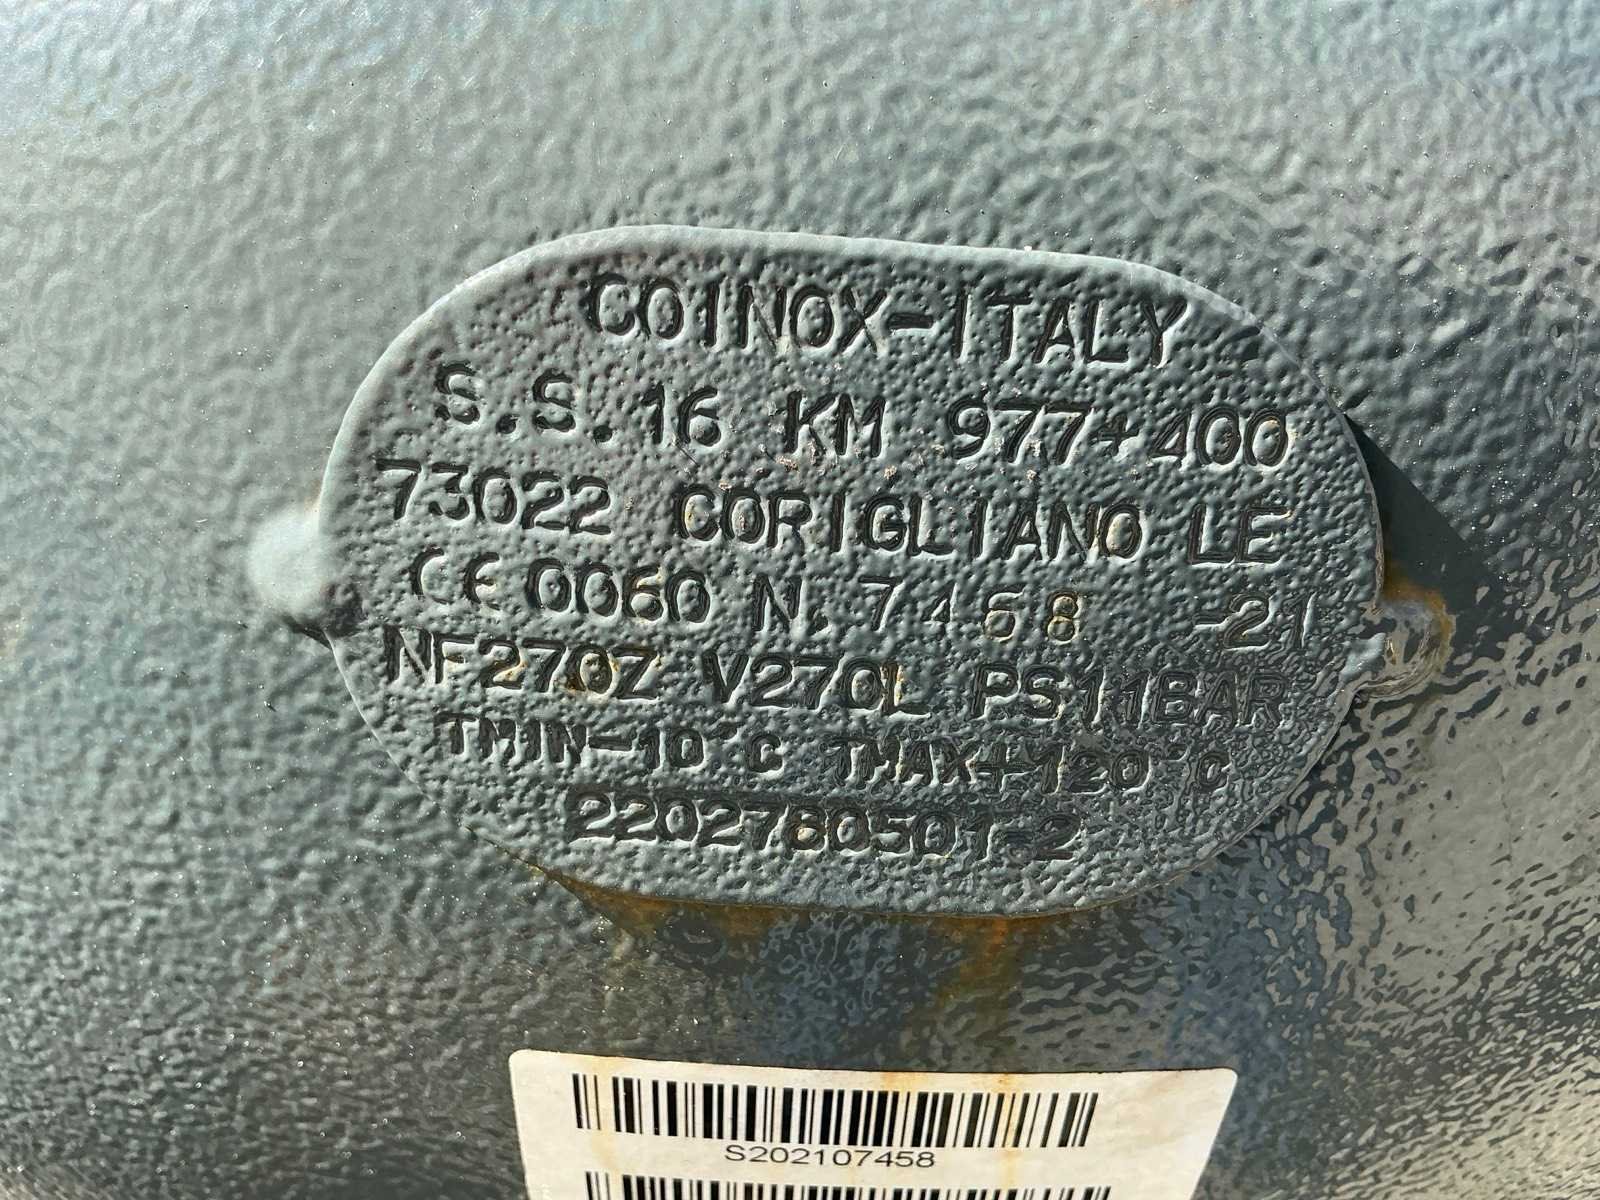 COINOX-ITALY
S.S.16 KM 977+400
73022 CORIGLIANO LE
CE 0060 N. 7468 -21
NF270Z V270L PS11BAR
TMIN-10°C TMAX+120°C
2202780501-2
S202107458